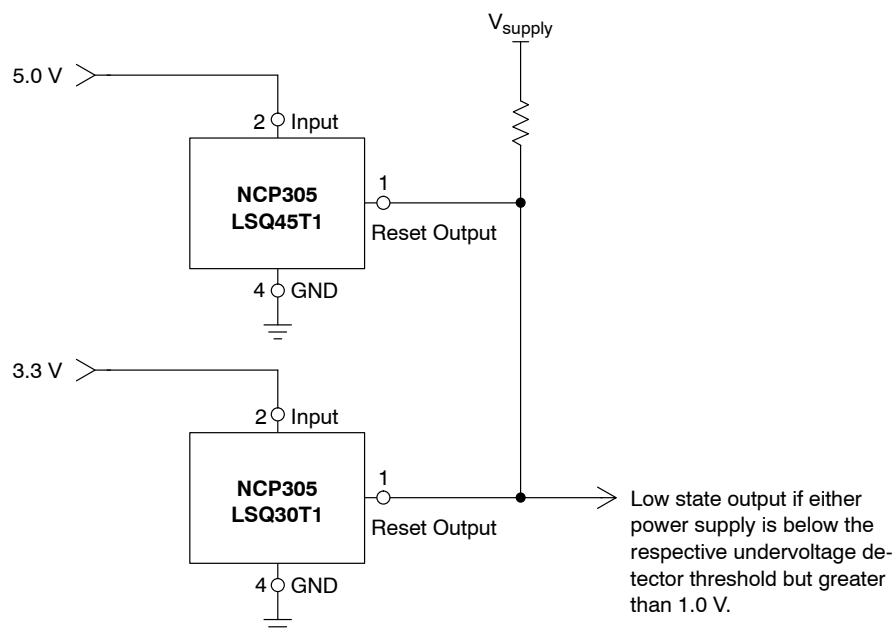 Vsupply
5.0 V
2 Input
NCP305
LSQ45T1
1
Reset Output
4 GND
3.3 V
2 Input
NCP305
LSQ30T1
1
Reset Output
4 GND
Low state output if either
power supply is below the
respective undervoltage de-
tector threshold but greater
than 1.0 V.